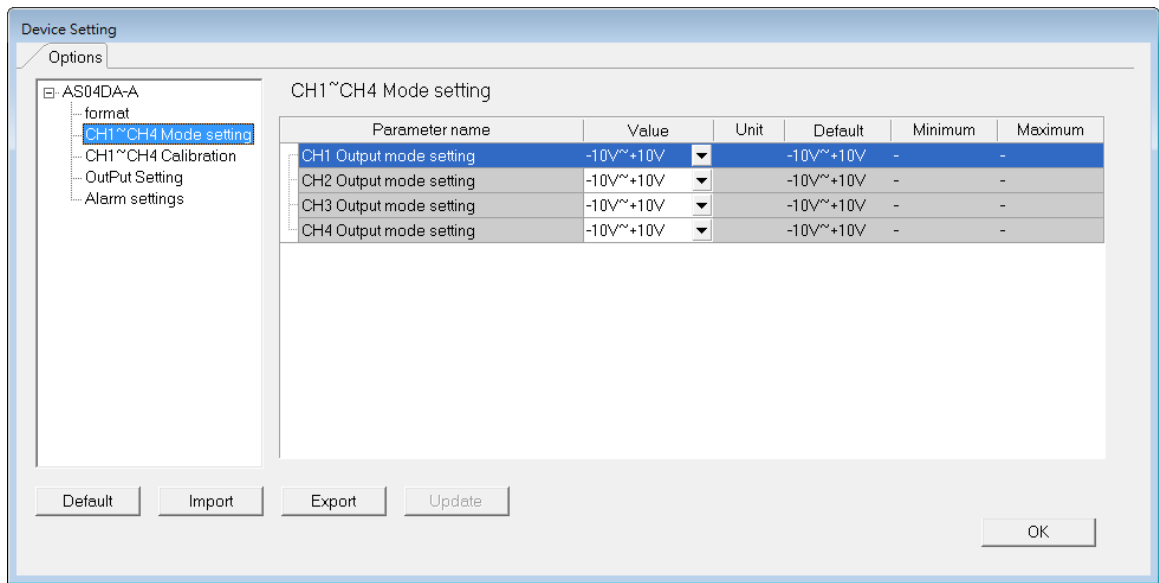 Device Setting
Options
AS04DA-A
format
CH1~CH4 Mode setting
CH1~CH4 Calibration
OutPut Setting
Alarm settings
CH1~CH4 Mode setting
Parameter name Value Unit Default Minimum Maximum
CH1 Output mode setting -10V~+10V -10V~+10V - -
CH2 Output mode setting -10V~+10V -10V~+10V - -
CH3 Output mode setting -10V~+10V -10V~+10V - -
CH4 Output mode setting -10V~+10V -10V~+10V - -
Default Import Export Update
OK